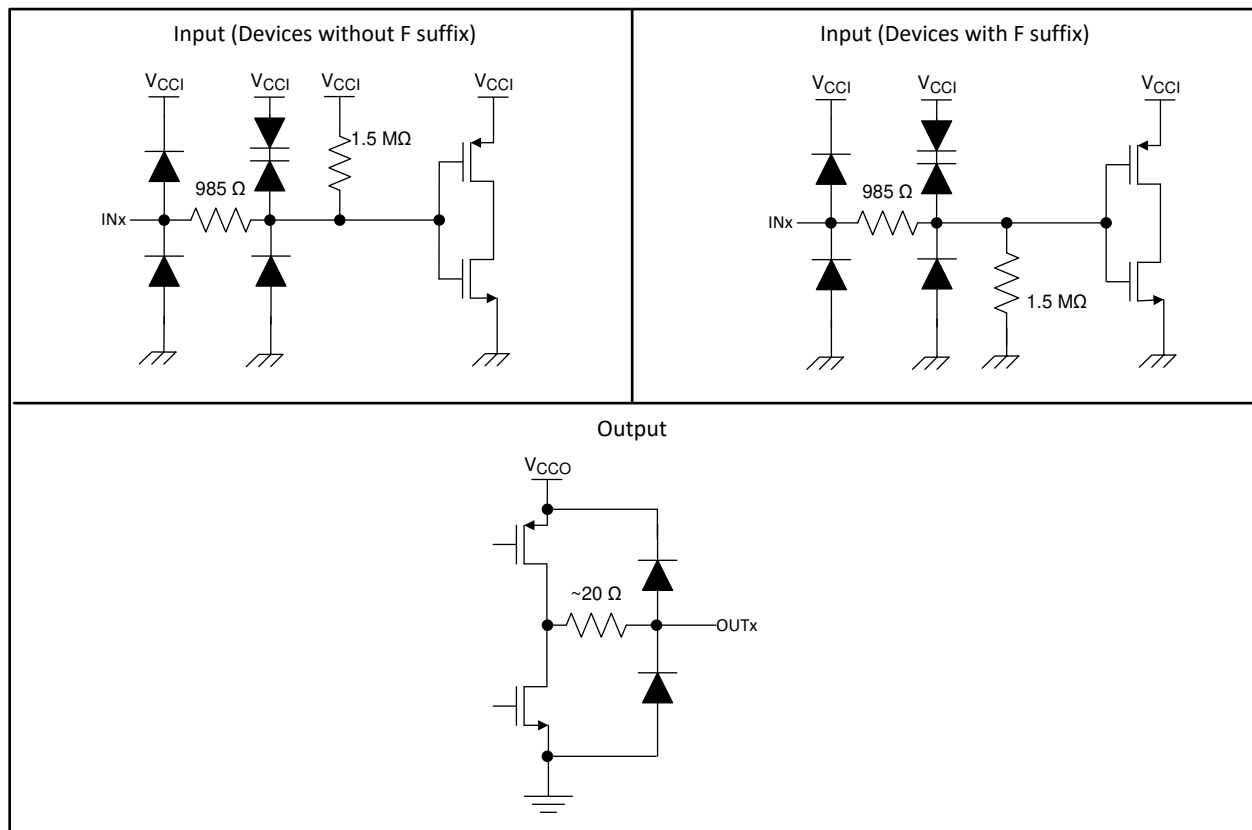 Input (Devices without F suffix)
V_CCI V_CCI V_CCI V_CCI
1.5 MΩ
985 Ω
INx
Input (Devices with F suffix)
V_CCI V_CCI V_CCI
985 Ω
INx
1.5 MΩ
Output
V_CCO
~20 Ω
OUTx